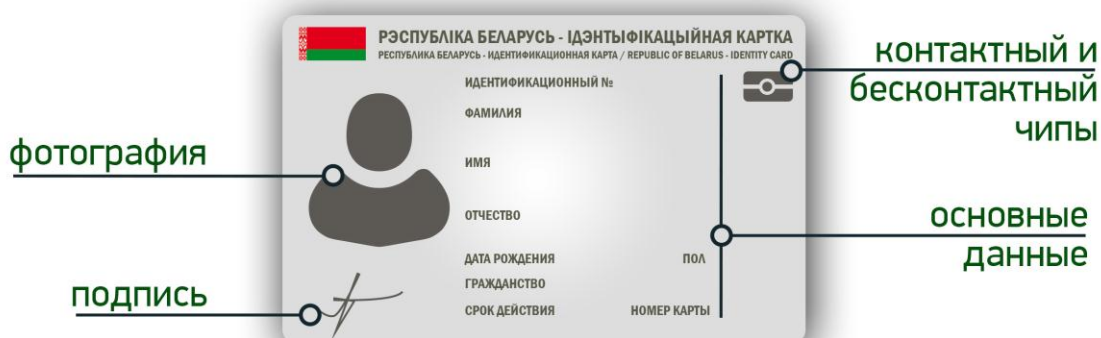 РЭСПУБЛІКА БЕЛАРУСЬ - ІДЭНТЫФІКАЦЫЙНАЯ КАРТКА
РЕСПУБЛИКА БЕЛАРУСЬ - ИДЕНТИФИКАЦИОННАЯ КАРТА / REPUBLIC OF BELARUS - IDENTITY CARD
ИДЕНТИФИКАЦИОННЫЙ №
ФАМИЛИЯ
ИМЯ
ОТЧЕСТВО
ДАТА РОЖДЕНИЯ ПОЛ
ГРАЖДАНСТВО
СРОК ДЕЙСТВИЯ НОМЕР КАРТЫ
фотография
подпись
контактный и
бесконтактный
чипы
основные
данные